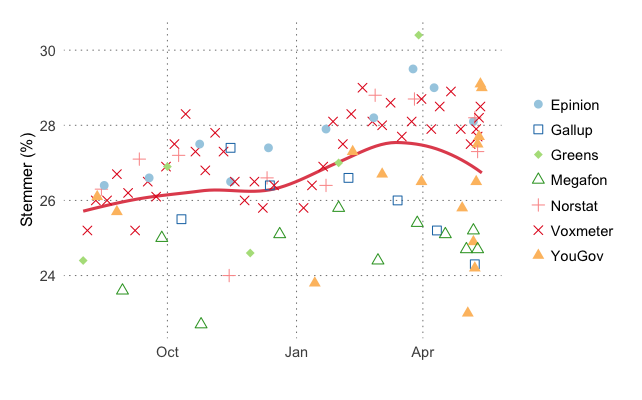 30
28
26
24
Stemmer (%)
Oct
Jan
Apr
Epinion
Gallup
Greens
Megafon
Norstat
Voxmeter
YouGov